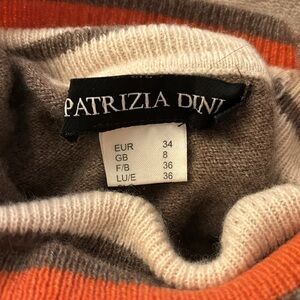 PATRIZIA DINI
EUR 34
GB 8
F/B 36
LU/E 36